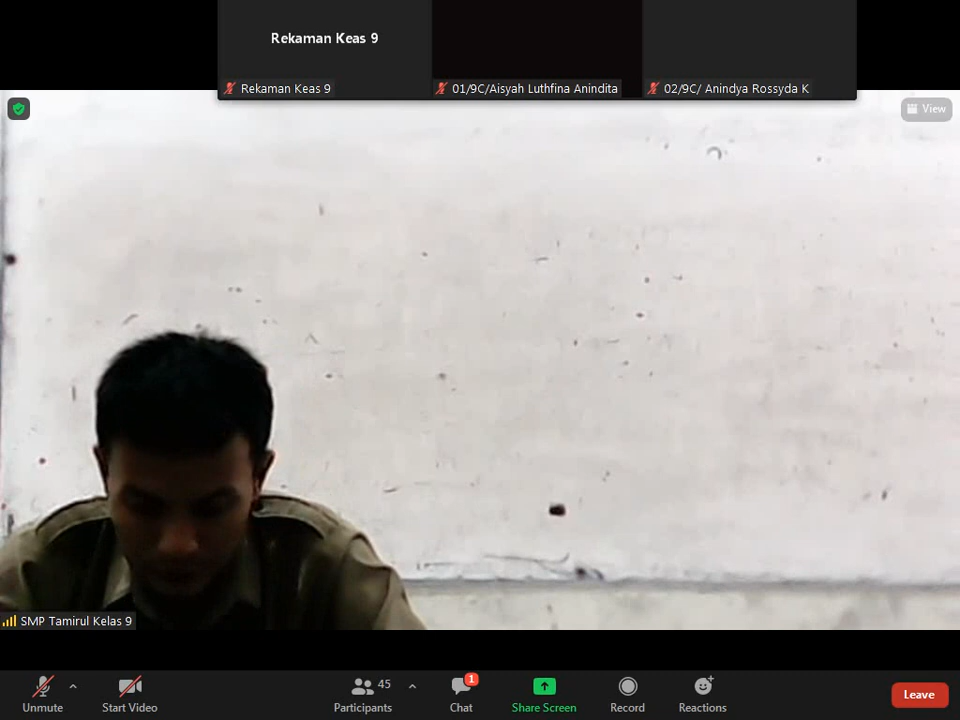 Rekaman Keas 9
Rekaman Keas 9
01/9C/Aisyah Luthfina Anindita
02/9C/ Anindya Rossyda K
View
SMP Tamirul Kelas 9
Unmute
Start Video
45
Participants
1
Chat
Share Screen
Record
Reactions
Leave